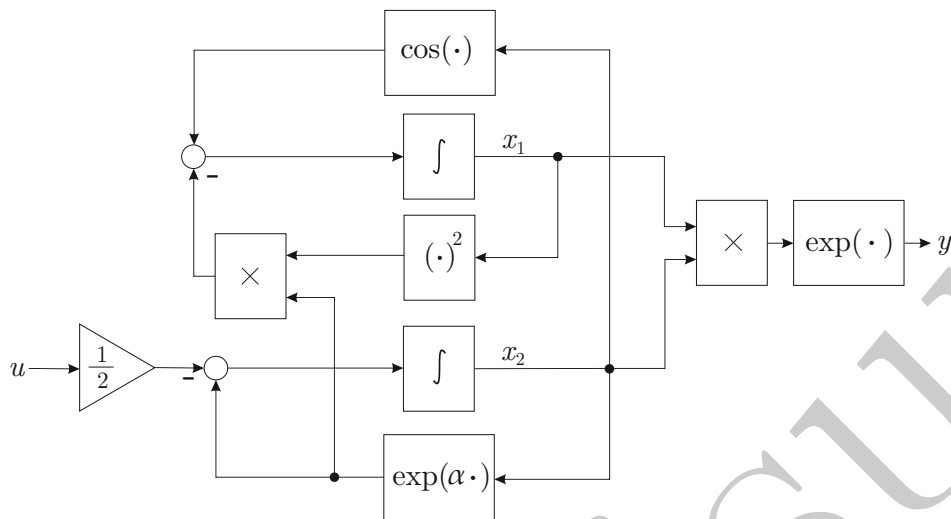 cos(·)
∫ x₁
-
(·)²
×
×
exp(·) y
u 1/2
-
∫ x₂
exp(α·)